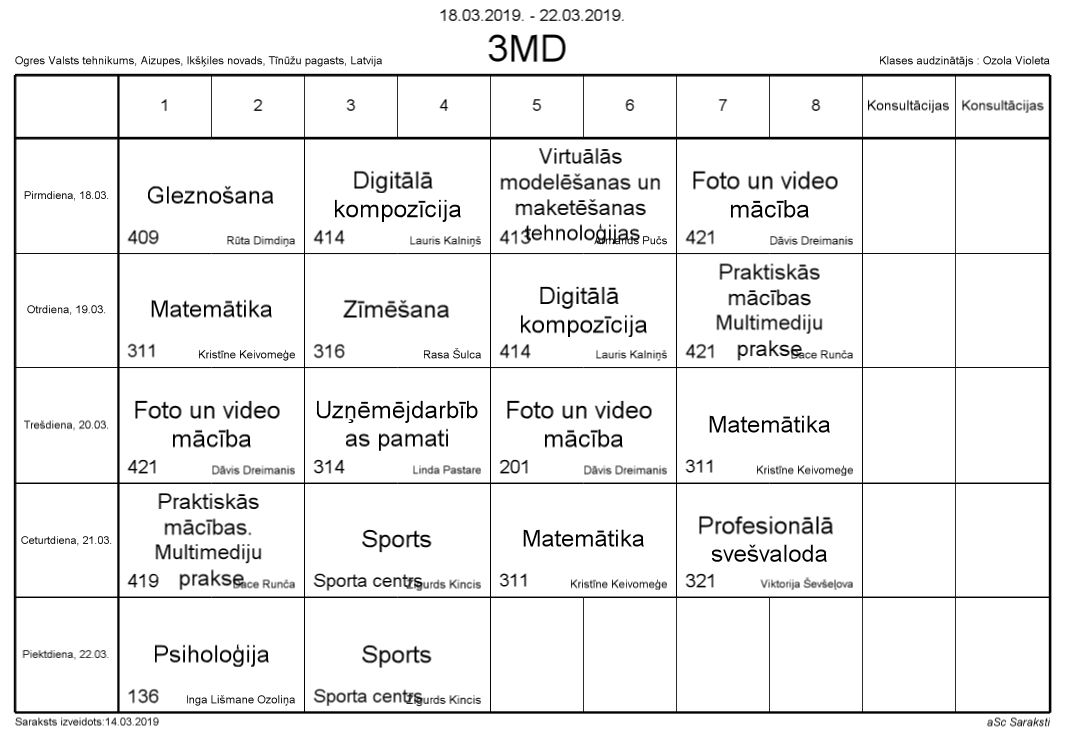 18.03.2019. - 22.03.2019.
3MD
Ogres Valsts tehnikums, Aizupes, Ikšķiles novads, Tīnūžu pagasts, Latvija
Klases audzinātājs : Ozola Violeta
1 2 3 4 5 6 7 8 Konsultācijas Konsultācijas
Pirmdiena, 18.03.
Gleznošana
409 Rūta Dimdiņa
Digitālā
kompozīcija
414 Lauris Kalniņš
Virtuālās
modelēšanas un
maketēšanas
tehnoloģijas
413 Pučs
Foto un video
mācība
421 Dāvis Dreimanis
Otrdiena, 19.03.
Matemātika
311 Kristīne Keivomeģe
Zīmēšana
316 Rasa Šulca
Digitālā
kompozīcija
414 Lauris Kalniņš
Praktiskās
mācības
Multimediju
prakse
421 Dace Runča
Trešdiena, 20.03.
Foto un video
mācība
421 Dāvis Dreimanis
Uzņēmējdarbīb
as pamati
314 Linda Pastare
Foto un video
mācība
201 Dāvis Dreimanis
Matemātika
311 Kristīne Keivomeģe
Ceturtdiena, 21.03.
Praktiskās
mācības.
Multimediju
prakse
419 Dace Runča
Sports
Sporta centrs Zigurds Kincis
Matemātika
311 Kristīne Keivomeģe
Profesionālā
svešvaloda
321 Viktorija Ševšeļova
Piektdiena, 22.03.
Psiholoģija
136 Inga Lišmane Ozoliņa
Sports
Sporta centrs Zigurds Kincis
Saraksts izveidots:14.03.2019
aSc Saraksti